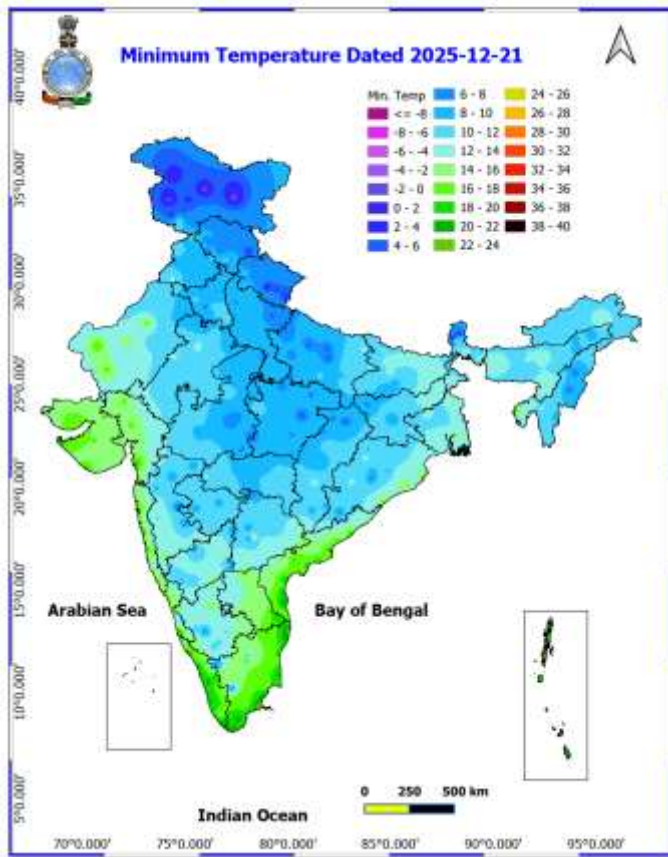 Minimum Temperature Dated 2025-12-21
Min. Temp
<= -8
-8 - -6
-6 - -4
-4 - -2
-2 - 0
0 - 2
2 - 4
4 - 6
6 - 8
8 - 10
10 - 12
12 - 14
14 - 16
16 - 18
18 - 20
20 - 22
22 - 24
24 - 26
26 - 28
28 - 30
30 - 32
32 - 34
34 - 36
36 - 38
38 - 40
40°0.000'
35°0.000'
30°0.000'
25°0.000'
20°0.000'
15°0.000'
10°0.000'
5°0.000'
Arabian Sea
Bay of Bengal
0 250 500 km
Indian Ocean
70°0.000' 75°0.000' 80°0.000' 85°0.000' 90°0.000' 95°0.000'